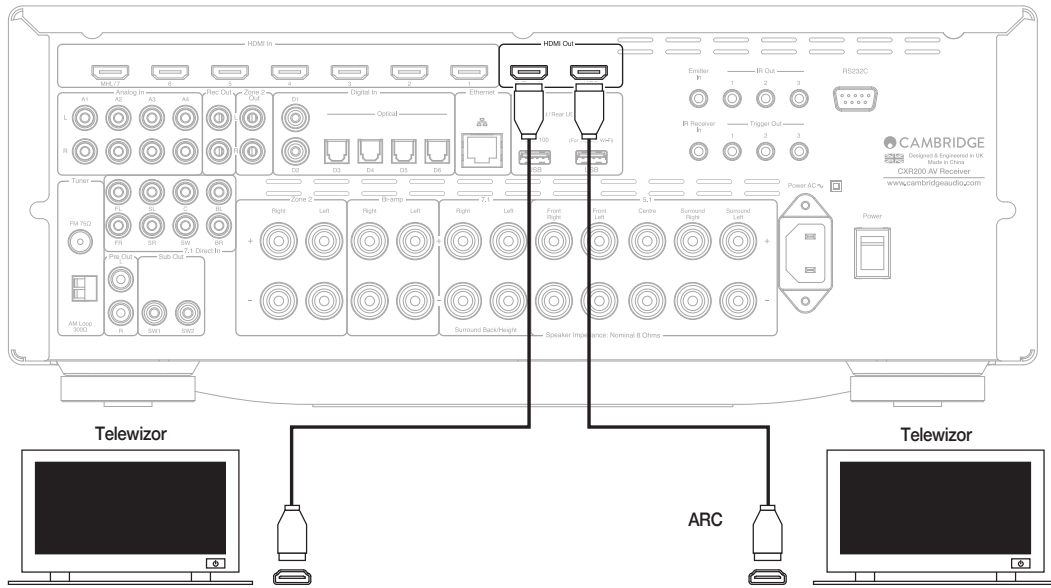 HDMI In
HDMI Out
MHL/7 6 5 4 3 2 1
Emitter In
IR Out
1 2 3
RS232C
Analog In
Rec Out
Zone 2 Out
Digital In
Ethernet
A1 A2 A3 A4
D1
Optical
L
L
R
R
D2 D3 D4 D5 D6
/ Rear UE
100
(For
Wi-Fi)
USB
USB
IR Receiver In
Trigger Out
1 2 3
CAMBRIDGE
Designed & Engineered in UK
Made in China
CXR200 AV Receiver
www.cambridgeaudio.com
Tuner
FM 75Ω
AM Loop
300Ω
FL SL C BL
FR SR SW BR
7.1 Direct In
Pre Out
L
R
Sub Out
SW1 SW2
Zone 2
Right Left
Bi-amp
Right Left
7.1
Right Left
5.1
Front Right
Front Left
Centre
Surround Right
Surround Left
+ + +
– – –
Surround Back/Height
Speaker Impedance: Nominal 8 Ohms
Power AC~
Power
Telewizor
Telewizor
ARC